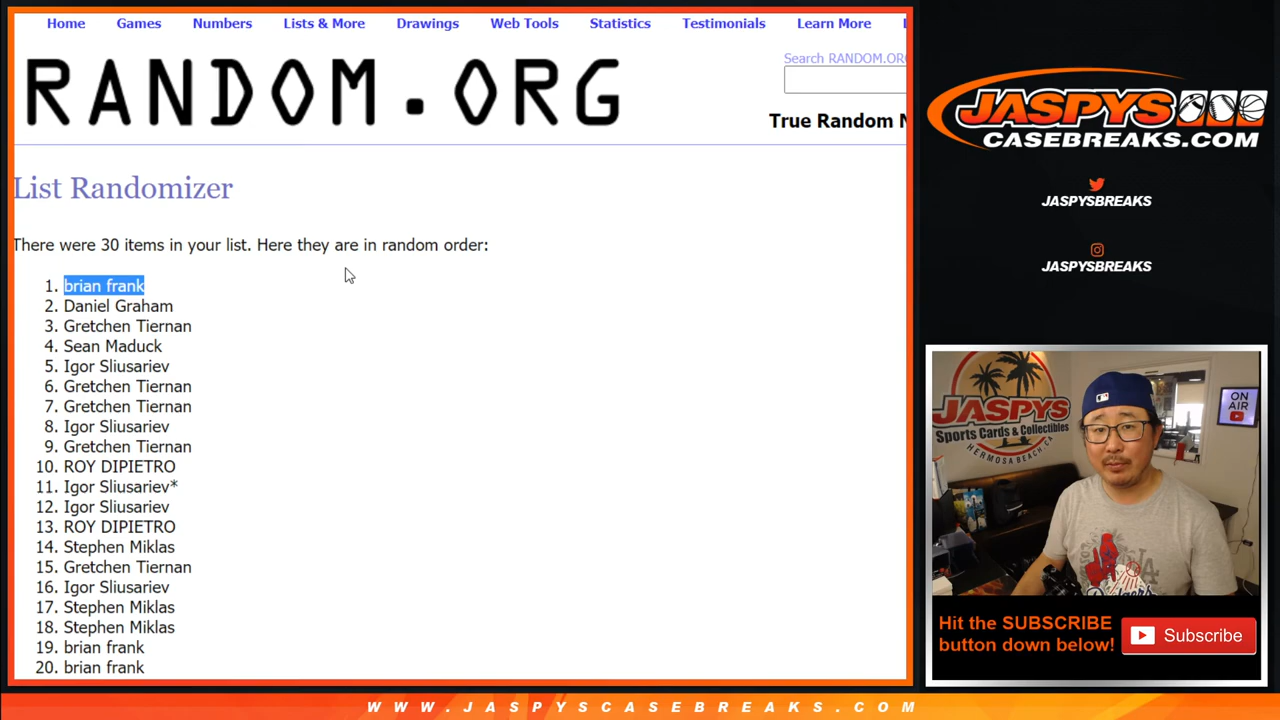 Home Games Numbers Lists & More Drawings Web Tools Statistics Testimonials Learn More
RANDOM.ORG
Search RANDOM.OR
True Random
List Randomizer
There were 30 items in your list. Here they are in random order:
1. brian frank
2. Daniel Graham
3. Gretchen Tiernan
4. Sean Maduck
5. Igor Sliusariev
6. Gretchen Tiernan
7. Gretchen Tiernan
8. Igor Sliusariev
9. Gretchen Tiernan
10. ROY DIPIETRO
11. Igor Sliusariev*
12. Igor Sliusariev
13. ROY DIPIETRO
14. Stephen Miklas
15. Gretchen Tiernan
16. Igor Sliusariev
17. Stephen Miklas
18. Stephen Miklas
19. brian frank
20. brian frank
JASPYS
CASEBREAKS.COM
JASPYSBREAKS
JASPYSBREAKS
JASPYS
Sports Cards & Collectibles
HERMOSA BEACH, CA
ON
AIR
Hit the SUBSCRIBE
button down below!
Subscribe
WWW.JASPYSCASEBREAKS.COM